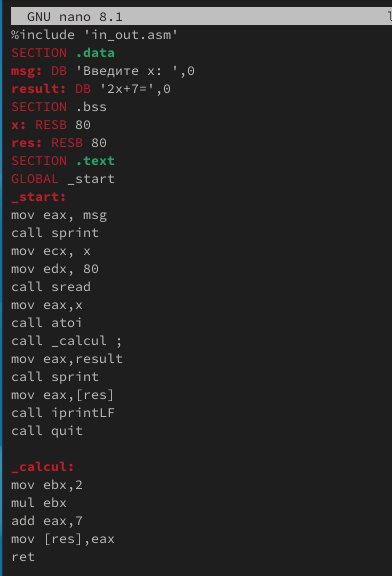 GNU nano 8.1
%include 'in_out.asm'
SECTION .data
msg: DB 'Введите x: ',0
result: DB '2x+7=',0
SECTION .bss
x: RESB 80
res: RESB 80
SECTION .text
GLOBAL _start
_start:
mov eax, msg
call sprint
mov ecx, x
mov edx, 80
call sread
mov eax,x
call atoi
call _calcul ;
mov eax,result
call sprint
mov eax,[res]
call iprintLF
call quit
_calcul:
mov ebx,2
mul ebx
add eax,7
mov [res],eax
ret